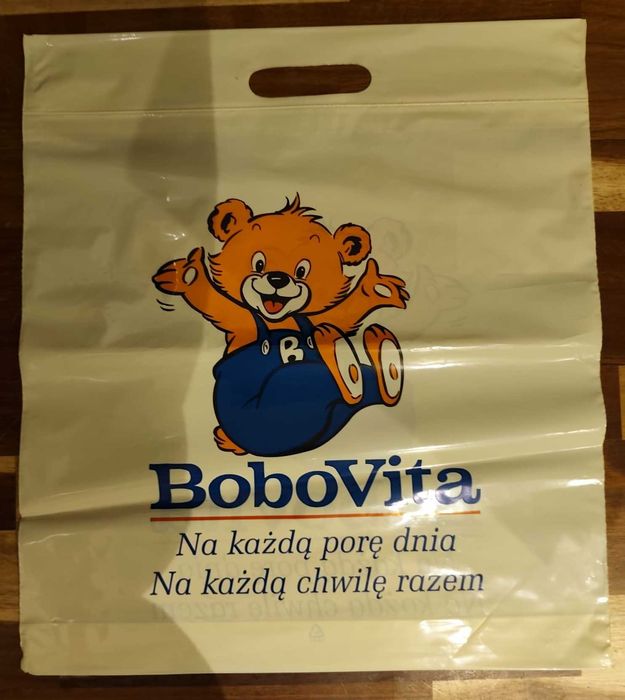 B
BoboVita
Na każdą porę dnia
Na każdą chwilę razem